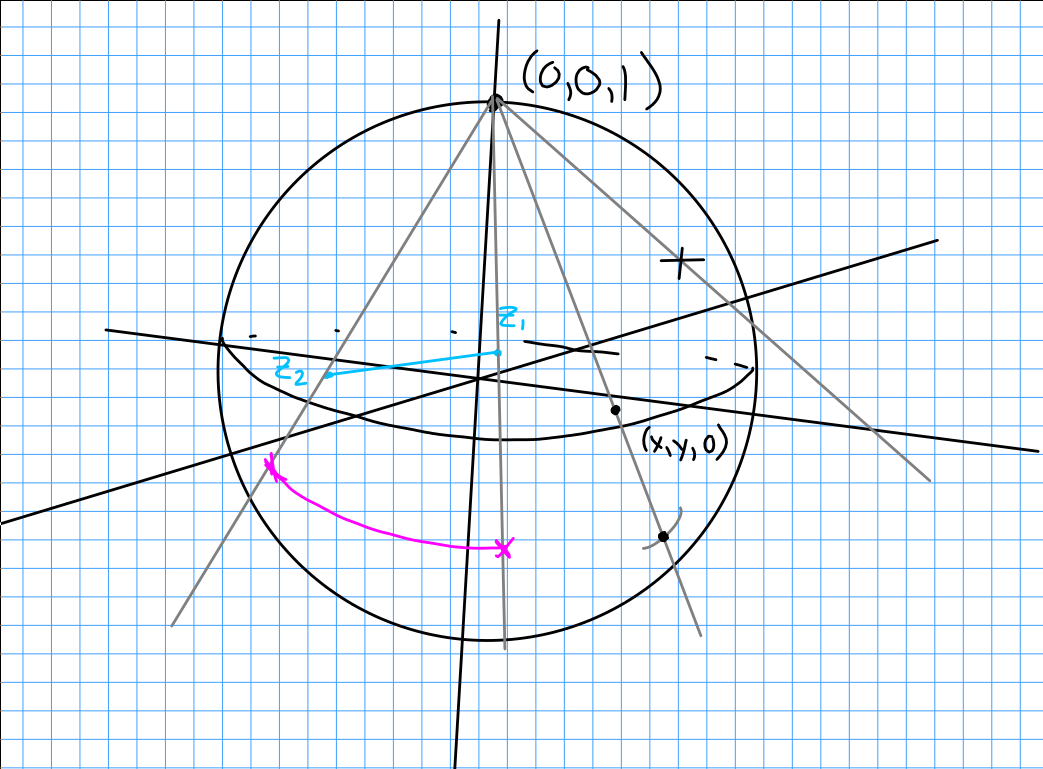 (0,0,1)
z₁
z₂
(x,y,0)